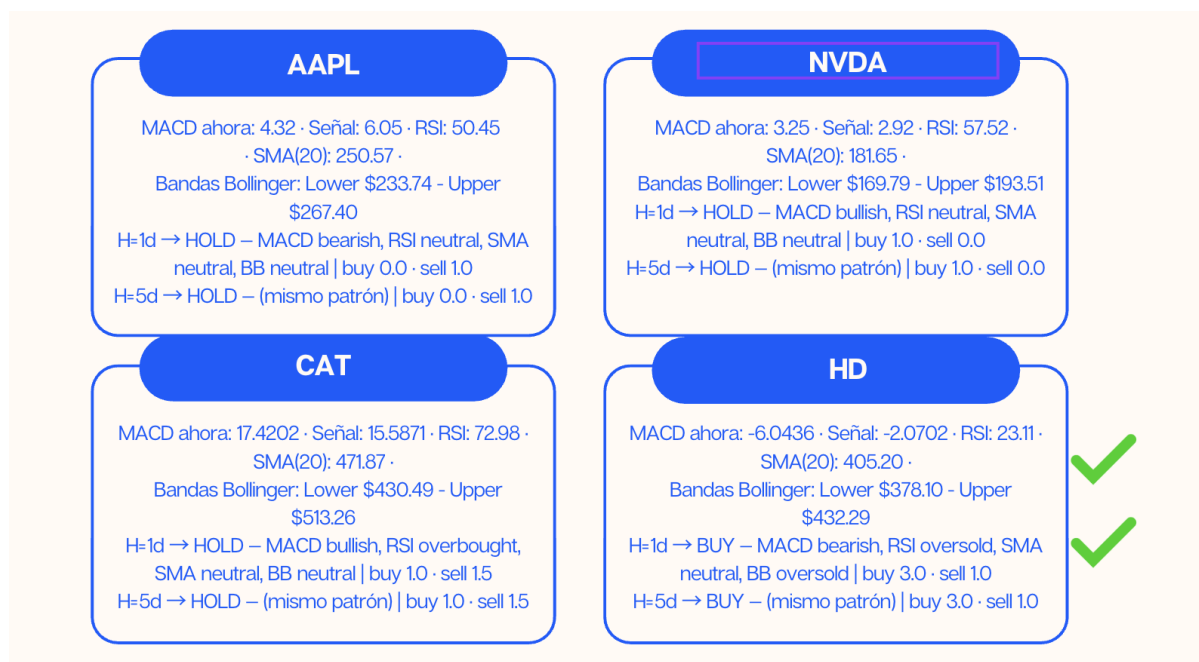 AAPL
MACD ahora: 4.32 · Señal: 6.05 · RSI: 50.45
· SMA(20): 250.57 ·
Bandas Bollinger: Lower $233.74 - Upper
$267.40
H=1d → HOLD — MACD bearish, RSI neutral, SMA
neutral, BB neutral | buy 0.0 · sell 1.0
H=5d → HOLD — (mismo patrón) | buy 0.0 · sell 1.0
NVDA
MACD ahora: 3.25 · Señal: 2.92 · RSI: 57.52 ·
SMA(20): 181.65 ·
Bandas Bollinger: Lower $169.79 - Upper $193.51
H=1d → HOLD — MACD bullish, RSI neutral, SMA
neutral, BB neutral | buy 1.0 · sell 0.0
H=5d → HOLD — (mismo patrón) | buy 1.0 · sell 0.0
CAT
MACD ahora: 17.4202 · Señal: 15.5871 · RSI: 72.98 ·
SMA(20): 471.87 ·
Bandas Bollinger: Lower $430.49 - Upper
$513.26
H=1d → HOLD — MACD bullish, RSI overbought,
SMA neutral, BB neutral | buy 1.0 · sell 1.5
H=5d → HOLD — (mismo patrón) | buy 1.0 · sell 1.5
HD
MACD ahora: -6.0436 · Señal: -2.0702 · RSI: 23.11 ·
SMA(20): 405.20 ·
Bandas Bollinger: Lower $378.10 - Upper
$432.29
H=1d → BUY — MACD bearish, RSI oversold, SMA
neutral, BB oversold | buy 3.0 · sell 1.0
H=5d → BUY — (mismo patrón) | buy 3.0 · sell 1.0